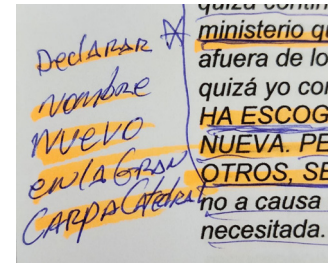 quizá conti
ministerio qu
afuera de lo
quizá yo con
HA ESCOG
NUEVA. PE
OTROS, SE
no a causa
necesitada.
Declarar
nombre
nuevo
en la Gran
Carpa Catedral